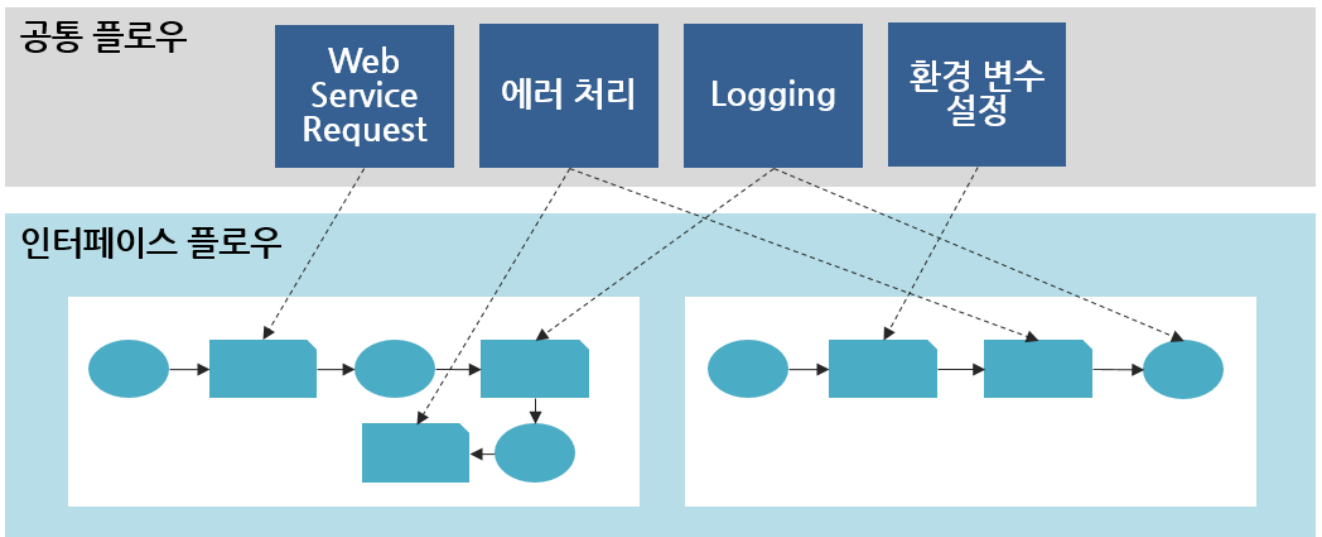 공통 플로우
Web
Service
Request
에러 처리
Logging
환경 변수
설정
인터페이스 플로우